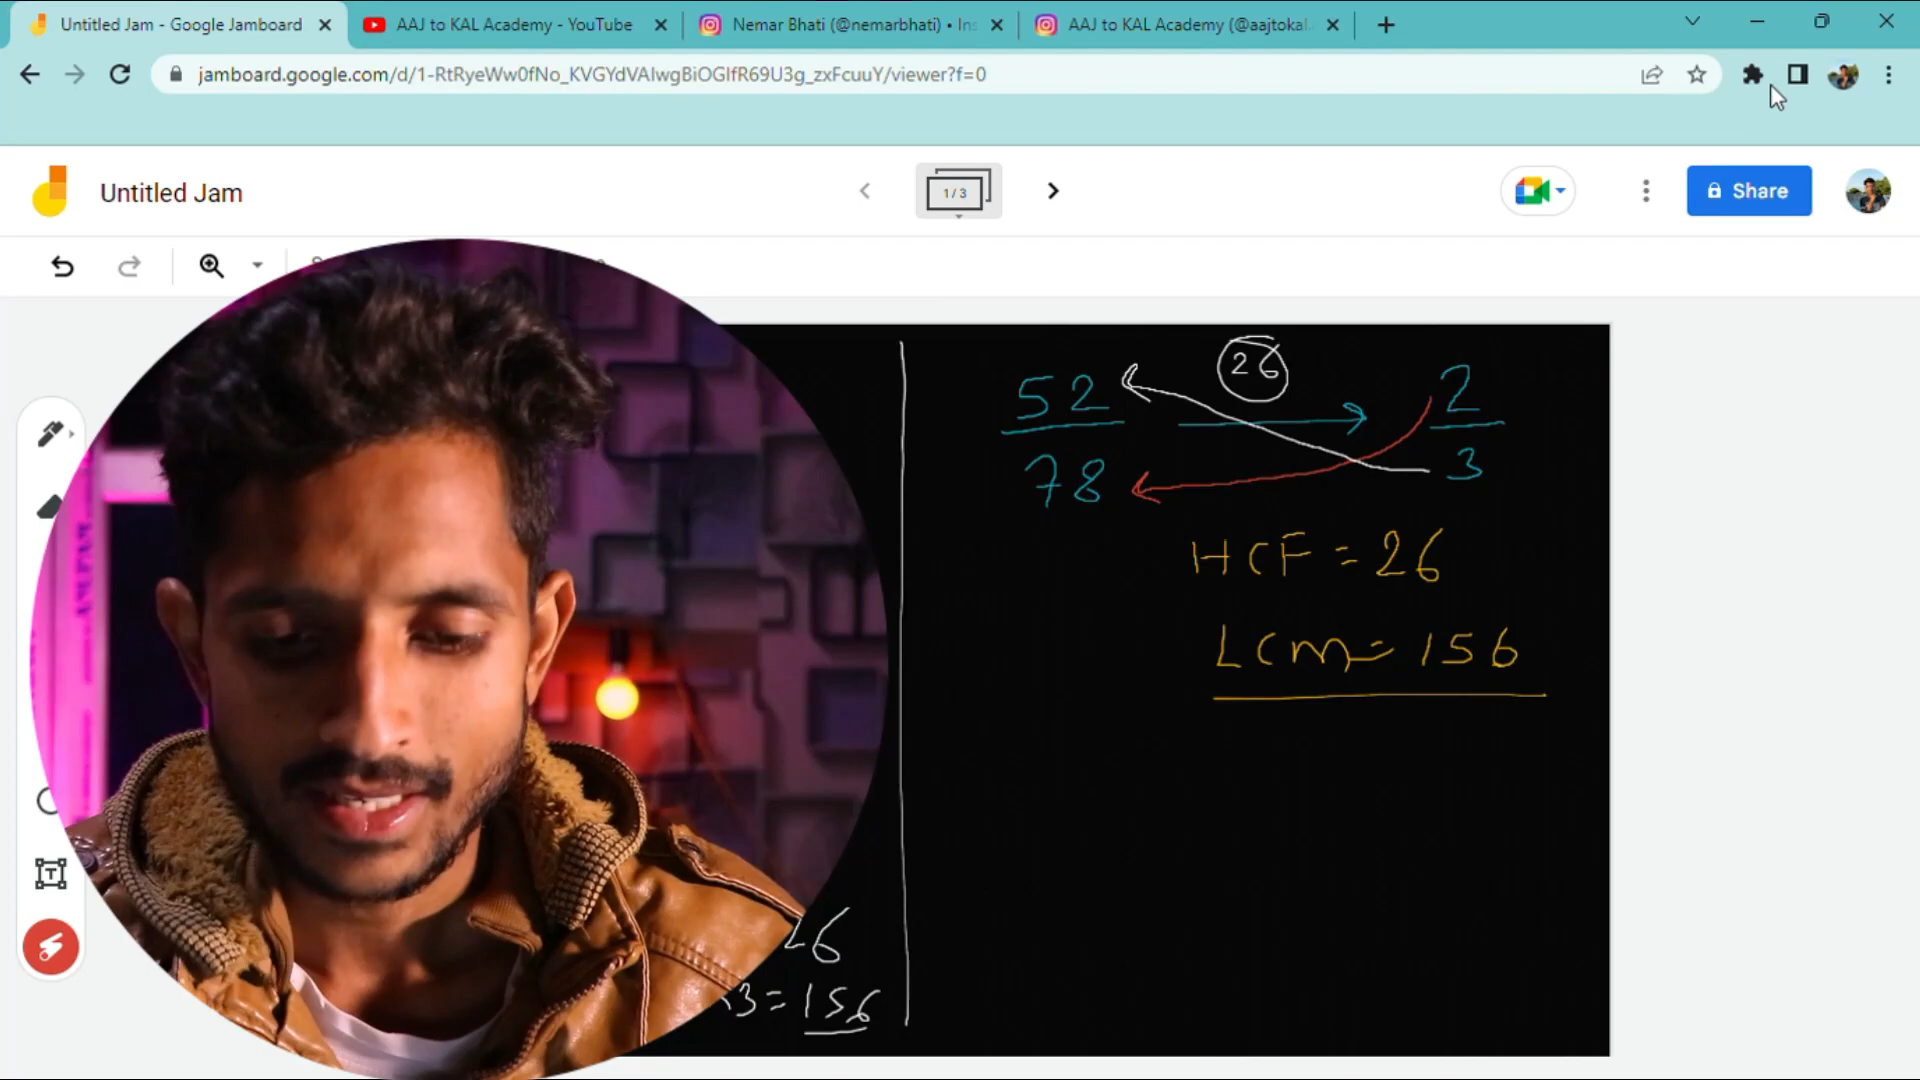 Untitled Jam - Google Jamboard
AAJ to KAL Academy - YouTube
Nemar Bhati (@nemarbhati) • Ins
AAJ to KAL Academy (@aajtokal.
jamboard.google.com/d/1-RtRyeWw0fNo_KVGYdVAIwgBiOGIfR69U3g_zxFcuuY/viewer?f=0
Untitled Jam
1 / 3
Share
26
52
2
78
3
HCF = 26
LCM = 156
26
3 = 156